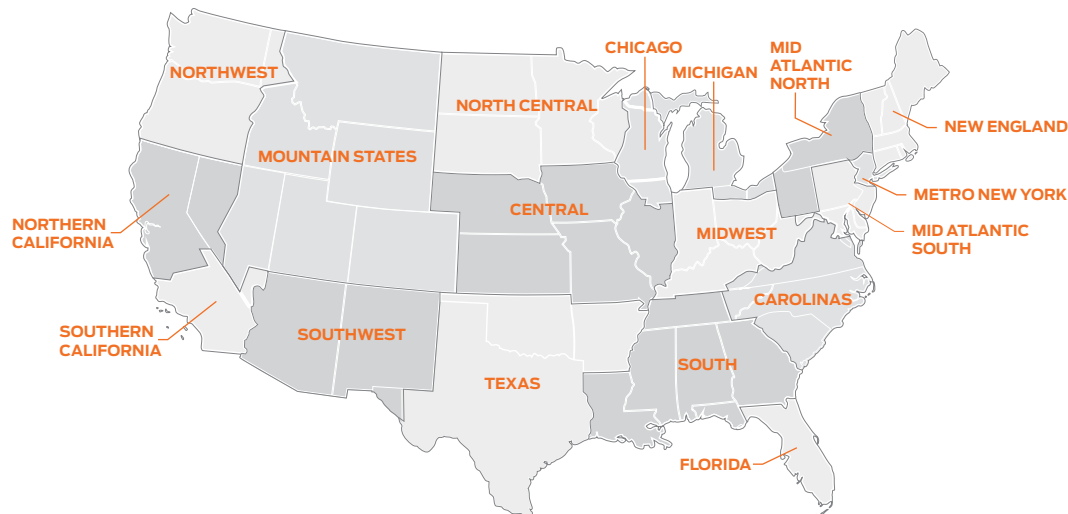 CHICAGO
MID
ATLANTIC
NORTH
MICHIGAN
NORTHWEST
NORTH CENTRAL
NEW ENGLAND
MOUNTAIN STATES
METRO NEW YORK
CENTRAL
NORTHERN
CALIFORNIA
MIDWEST
MID ATLANTIC
SOUTH
CAROLINAS
SOUTHERN
CALIFORNIA
SOUTHWEST
SOUTH
TEXAS
FLORIDA